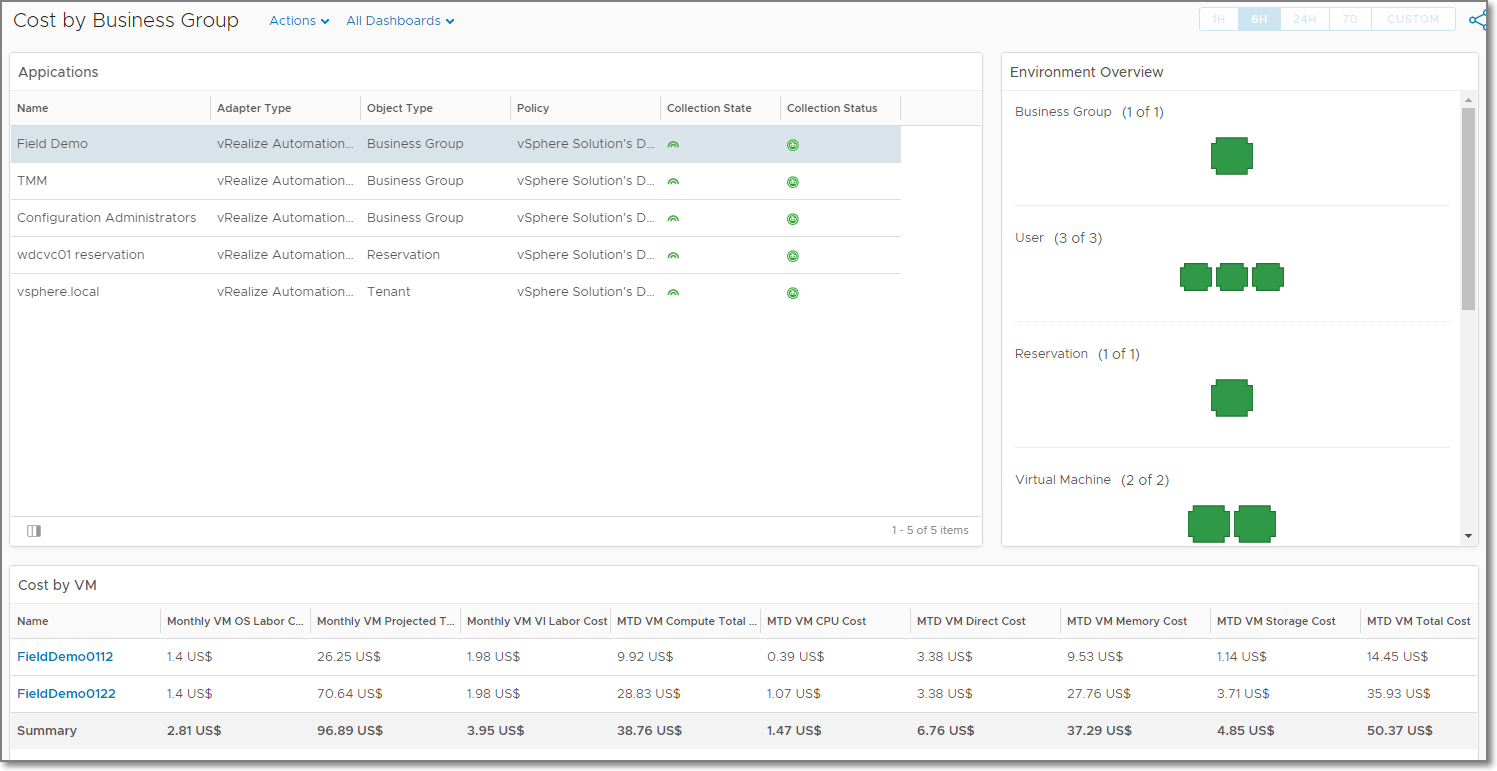 Cost by Business Group Actions All Dashboards 1H 6H 24H 7D CUSTOM
Appications
Name Adapter Type Object Type Policy Collection State Collection Status
Field Demo vRealize Automation... Business Group vSphere Solution's D...
TMM vRealize Automation... Business Group vSphere Solution's D...
Configuration Administrators vRealize Automation... Business Group vSphere Solution's D...
wdcvc01 reservation vRealize Automation... Reservation vSphere Solution's D...
vsphere.local vRealize Automation... Tenant vSphere Solution's D...
1 - 5 of 5 items
Environment Overview
Business Group (1 of 1)
User (3 of 3)
Reservation (1 of 1)
Virtual Machine (2 of 2)
Cost by VM
Name Monthly VM OS Labor C... Monthly VM Projected T... Monthly VM VI Labor Cost MTD VM Compute Total ... MTD VM CPU Cost MTD VM Direct Cost MTD VM Memory Cost MTD VM Storage Cost MTD VM Total Cost
FieldDemo0112 1.4 US$ 26.25 US$ 1.98 US$ 9.92 US$ 0.39 US$ 3.38 US$ 9.53 US$ 1.14 US$ 14.45 US$
FieldDemo0122 1.4 US$ 70.64 US$ 1.98 US$ 28.83 US$ 1.07 US$ 3.38 US$ 27.76 US$ 3.71 US$ 35.93 US$
Summary 2.81 US$ 96.89 US$ 3.95 US$ 38.76 US$ 1.47 US$ 6.76 US$ 37.29 US$ 4.85 US$ 50.37 US$